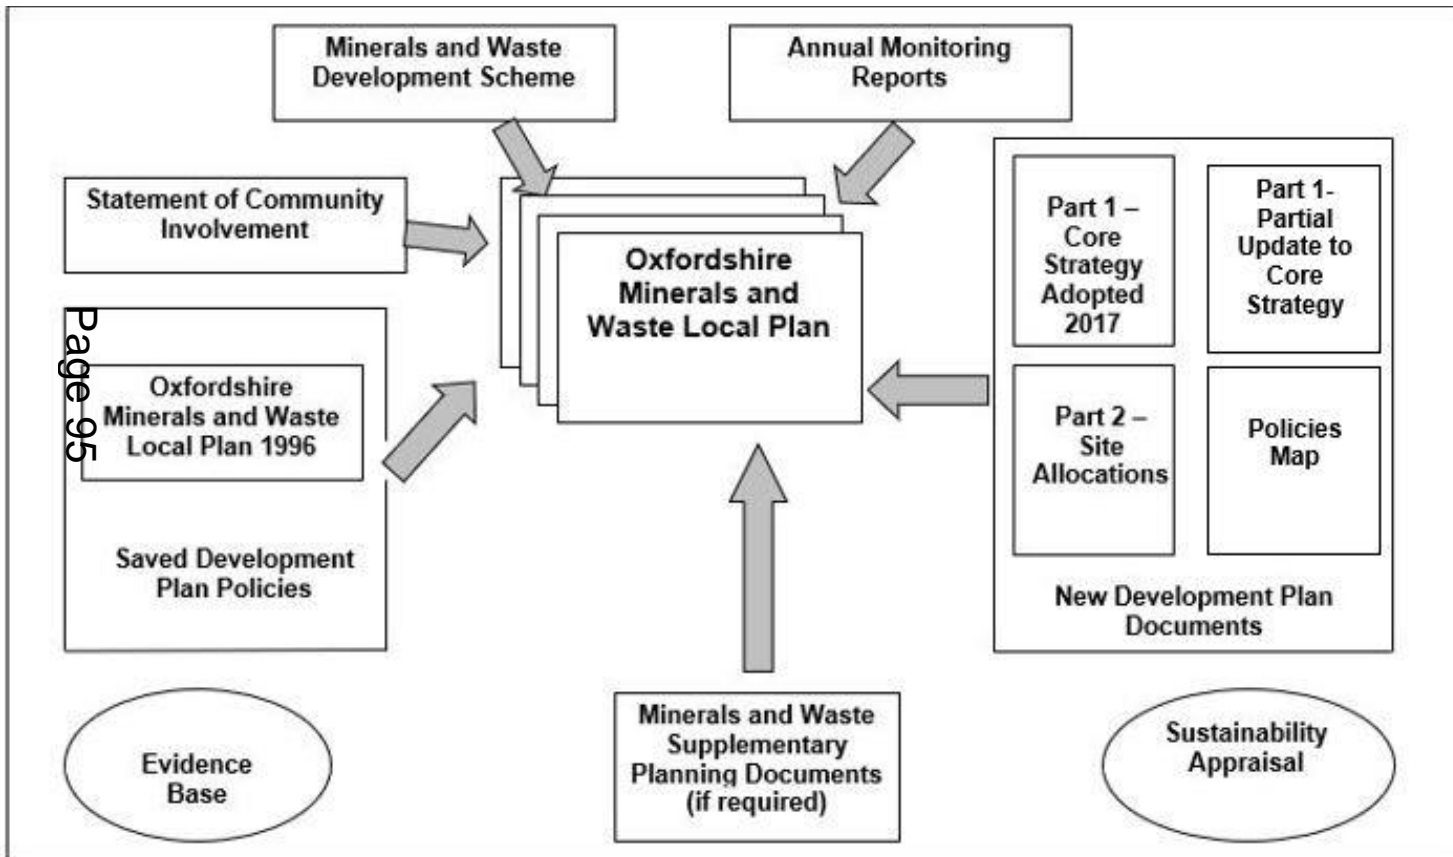 Minerals and Waste
Development Scheme
Annual Monitoring
Reports
Statement of Community
Involvement
Oxfordshire
Minerals and
Waste Local Plan
Part 1 –
Core
Strategy
Adopted
2017
Part 1-
Partial
Update to
Core
Strategy
Page 95
Oxfordshire
Minerals and Waste
Local Plan 1996
Saved Development
Plan Policies
Part 2 –
Site
Allocations
Policies
Map
New Development Plan
Documents
Evidence
Base
Minerals and Waste
Supplementary
Planning Documents
(if required)
Sustainability
Appraisal